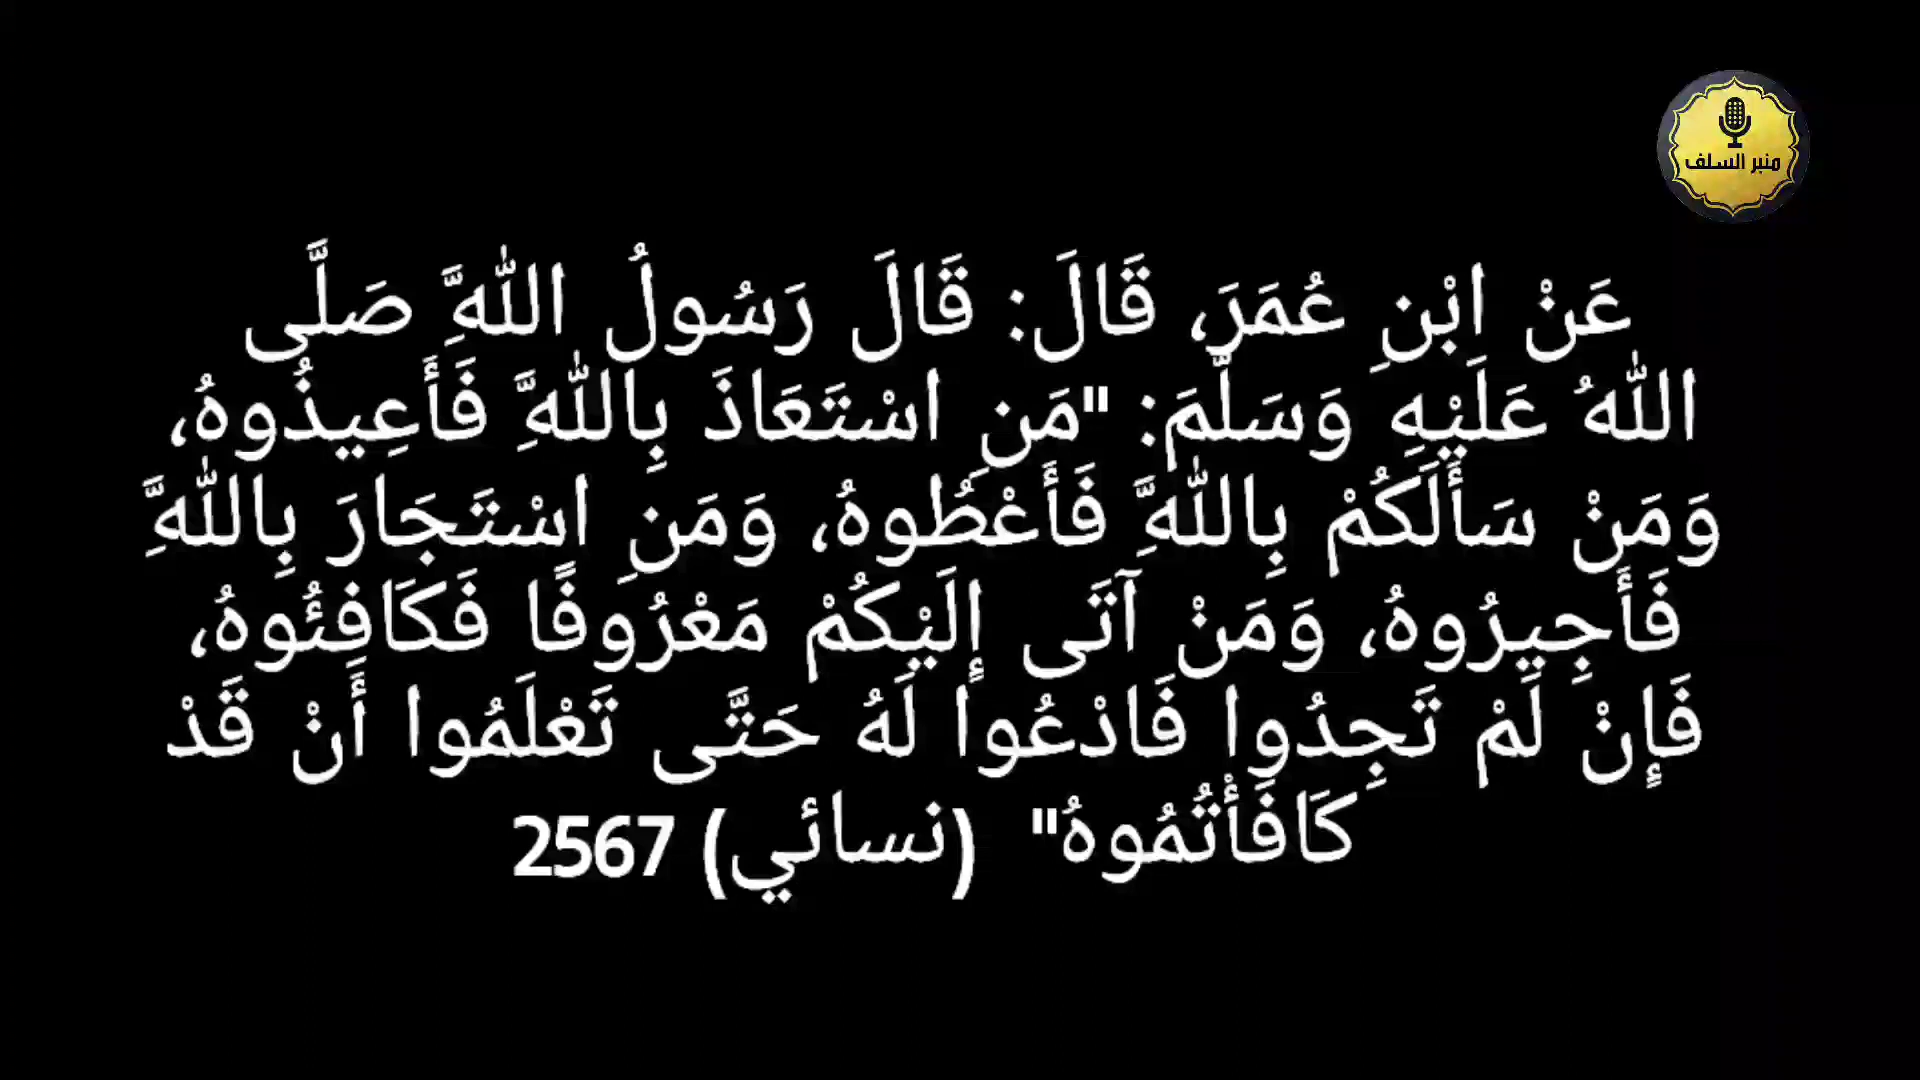 منبر السلف
عَنْ ابْنِ عُمَرَ، قَالَ: قَالَ رَسُولُ اللَّهِ صَلَّى
اللهُ عَلَيْهِ وَسَلَّمَ: "مَنِ اسْتَعَاذَ بِاللَّهِ فَأَعِيذُوهُ،
وَمَنْ سَأَلَكُمْ بِاللَّهِ فَأَعْطُوهُ، وَمَنِ اسْتَجَارَ بِاللَّهِ
فَأَجِيرُوهُ، وَمَنْ آتَى إِلَيْكُمْ مَعْرُوفًا فَكَافِئُوهُ،
فَإِنْ لَمْ تَجِدُوا فَادْعُوا لَهُ حَتَّى تَعْلَمُوا أَنْ قَدْ
كَافَأْتُمُوهُ" (نسائي) 2567